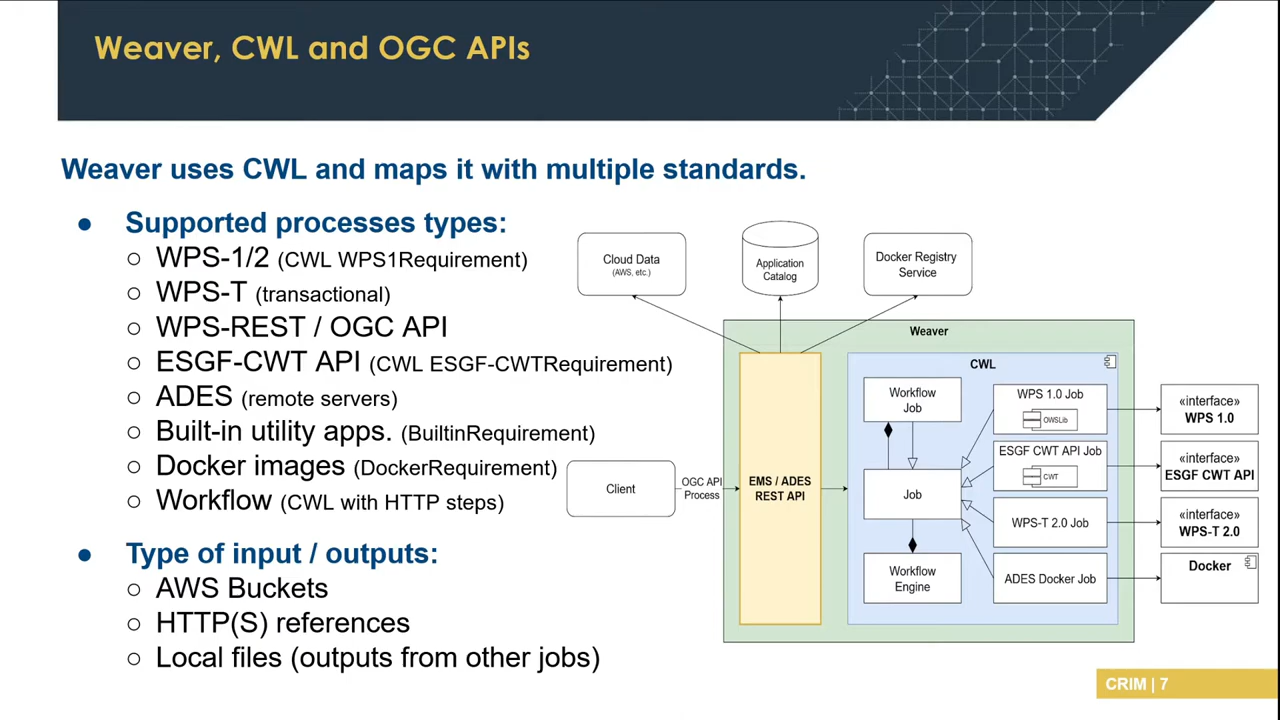 Weaver, CWL and OGC APIs
Weaver uses CWL and maps it with multiple standards.
● Supported processes types:
○ WPS-1/2 (CWL WPS1Requirement)
○ WPS-T (transactional)
○ WPS-REST / OGC API
○ ESGF-CWT API (CWL ESGF-CWTRequirement)
○ ADES (remote servers)
○ Built-in utility apps. (BuiltinRequirement)
○ Docker images (DockerRequirement)
○ Workflow (CWL with HTTP steps)
● Type of input / outputs:
○ AWS Buckets
○ HTTP(S) references
○ Local files (outputs from other jobs)
Cloud Data
(AWS, etc.)
Application
Catalog
Docker Registry
Service
Weaver
Client
OGC API
Process
EMS / ADES
REST API
CWL
Workflow
Job
Job
Workflow
Engine
WPS 1.0 Job
OWSLib
ESGF CWT API Job
CWT
WPS-T 2.0 Job
ADES Docker Job
«interface»
WPS 1.0
«interface»
ESGF CWT API
«interface»
WPS-T 2.0
Docker
CRIM | 7